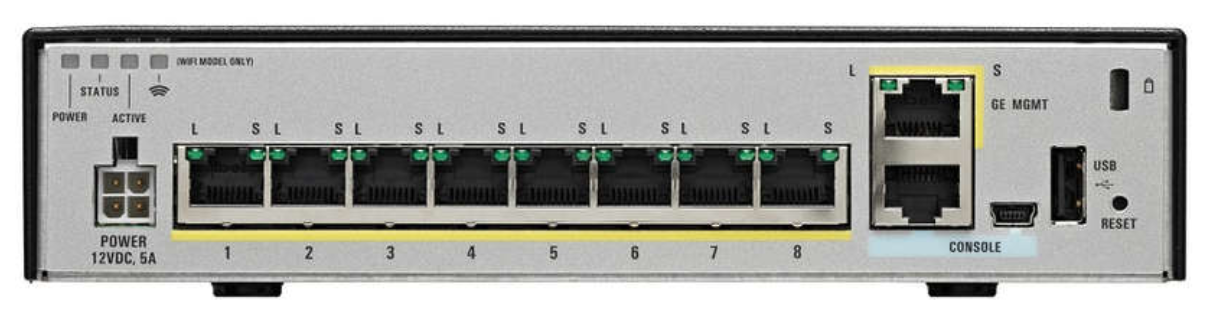 (WIFI MODEL ONLY)
STATUS
POWER
ACTIVE
L S L S L S L S L S L S L S L S
L S
GE MGMT
USB
RESET
POWER
12VDC, 5A
1 2 3 4 5 6 7 8
CONSOLE